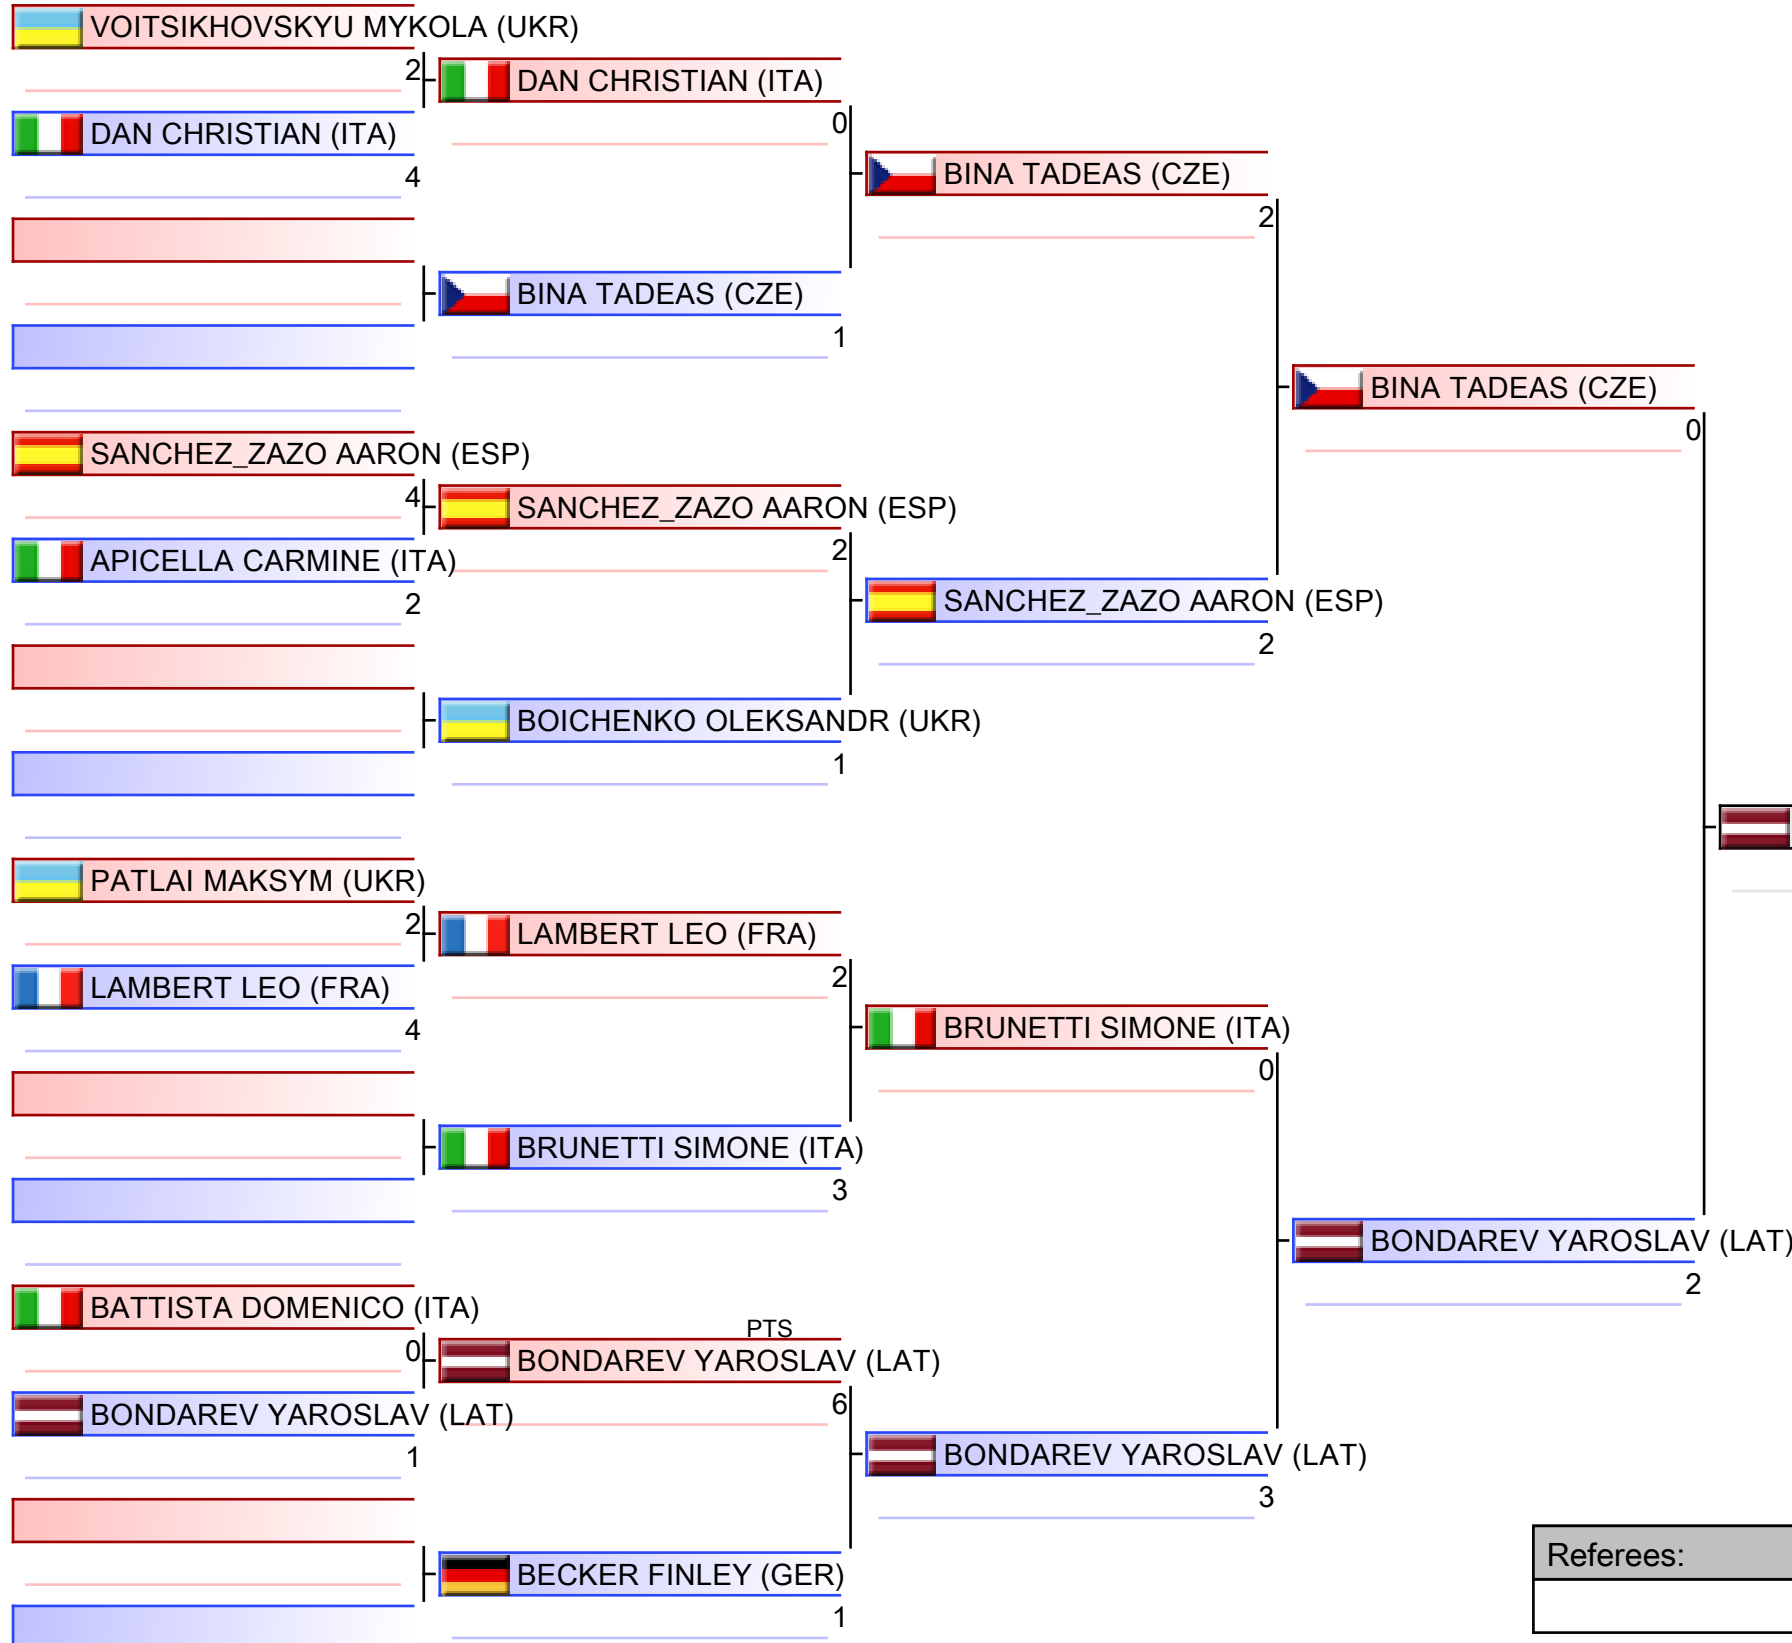 VOITSIKHOVSKYU MYKOLA (UKR)
2
DAN CHRISTIAN (ITA)
4
SANCHEZ_ZAZO AARON (ESP)
4
APICELLA CARMINE (ITA)
2
PATLAI MAKSYM (UKR)
2
LAMBERT LEO (FRA)
4
BATTISTA DOMENICO (ITA)
0
BONDAREV YAROSLAV (LAT)
1
DAN CHRISTIAN (ITA)
0
BINA TADEAS (CZE)
1
SANCHEZ_ZAZO AARON (ESP)
2
BOICHENKO OLEKSANDR (UKR)
1
LAMBERT LEO (FRA)
2
BRUNETTI SIMONE (ITA)
3
PTS
BONDAREV YAROSLAV (LAT)
6
BECKER FINLEY (GER)
1
BINA TADEAS (CZE)
2
SANCHEZ_ZAZO AARON (ESP)
2
BRUNETTI SIMONE (ITA)
0
BONDAREV YAROSLAV (LAT)
3
BINA TADEAS (CZE)
0
BONDAREV YAROSLAV (LAT)
2
Referees: